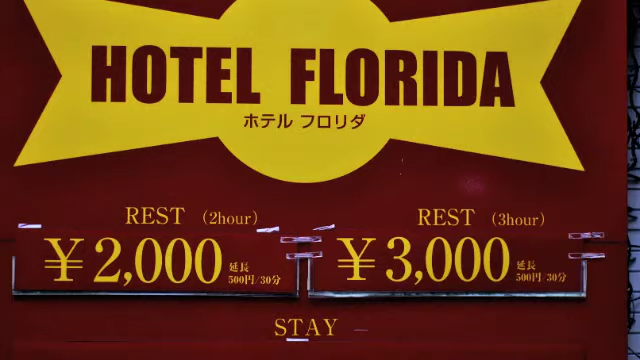 HOTEL FLORIDA
ホテル フロリダ
REST （2hour）
￥2,000
延長
500円/30分
REST （3hour）
￥3,000
延長
500円/30分
STAY